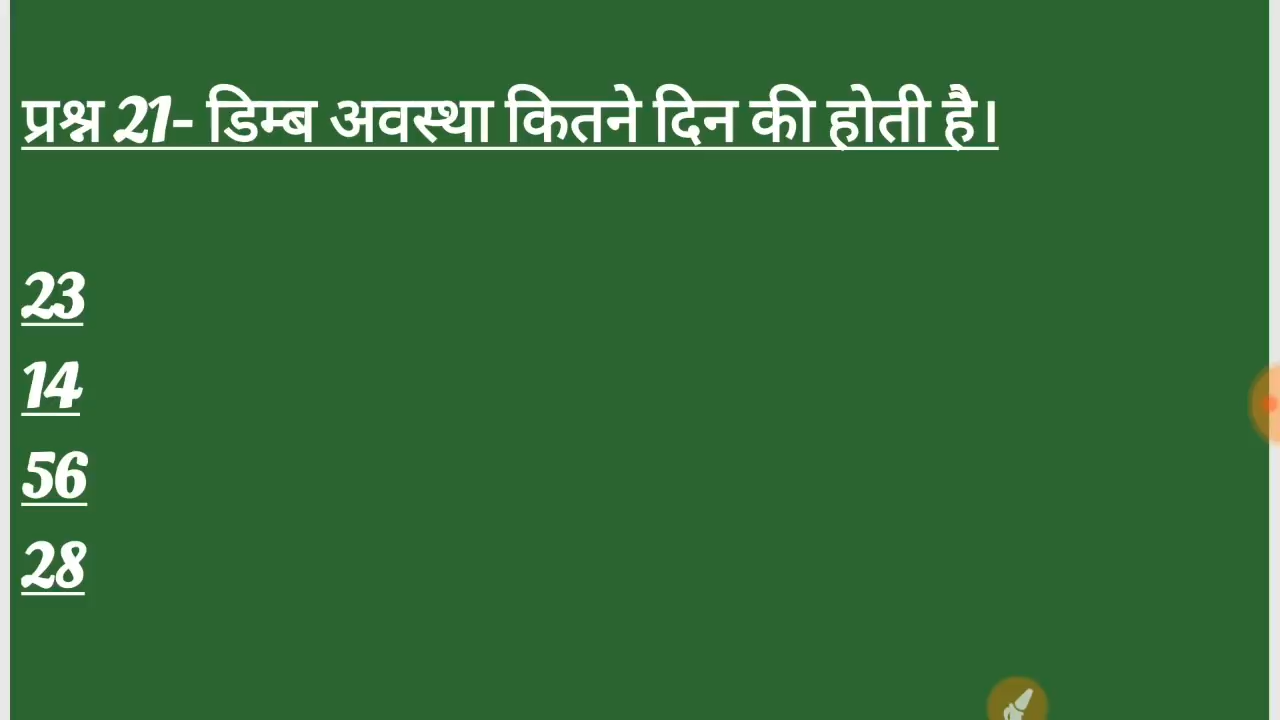 प्रश्न 21- डिम्ब अवस्था कितने दिन की होती है।
23
14
56
28